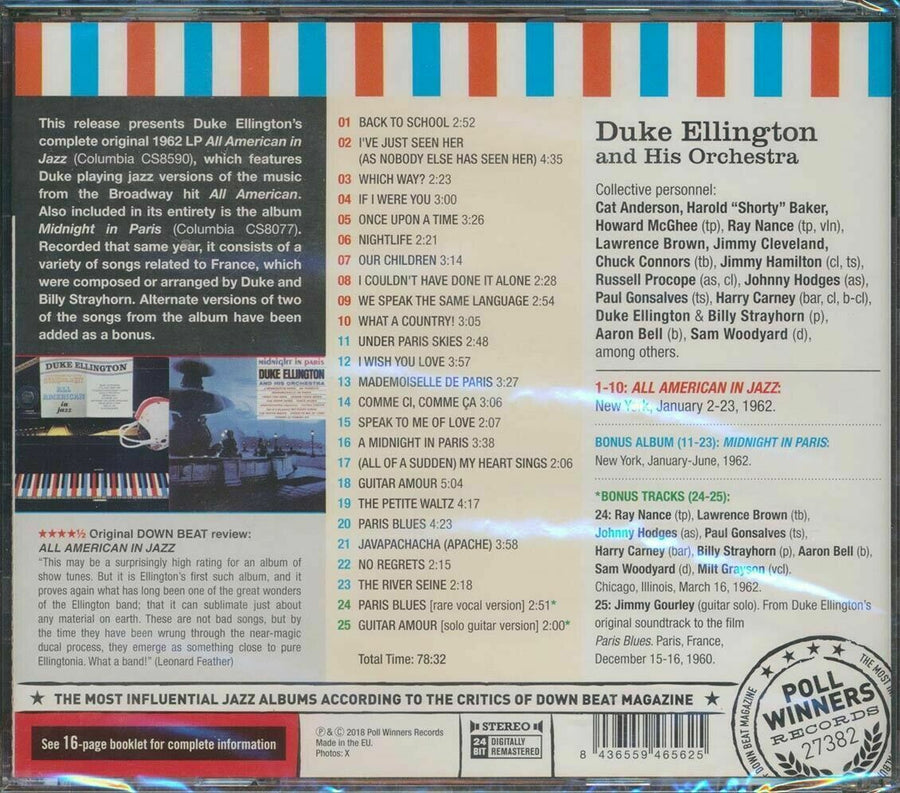 This release presents Duke Ellington's
complete original 1962 LP All American in
Jazz (Columbia CS8590), which features
Duke playing jazz versions of the music
from the Broadway hit All American.
Also included in its entirety is the album
Midnight in Paris (Columbia CS8077).
Recorded that same year, it consists of a
variety of songs related to France, which
were composed or arranged by Duke and
Billy Strayhorn. Alternate versions of two
of the songs from the album have been
added as a bonus.
DUKE ELLINGTON
ALL
AMERICAN
in
Jazz
midnight in paris
DUKE ELLINGTON
AND HIS ORCHESTRA
★★★★½ Original DOWN BEAT review:
ALL AMERICAN IN JAZZ
"This may be a surprisingly high rating for an album of
show tunes. But it is Ellington's first such album, and it
proves again what has long been one of the great wonders
of the Ellington band; that it can sublimate just about
any material on earth. These are not bad songs, but by
the time they have been wrung through the near-magic
ducal process, they emerge as something close to pure
Ellingtonia. What a band!" (Leonard Feather)
01 BACK TO SCHOOL 2:52
02 I'VE JUST SEEN HER
(AS NOBODY ELSE HAS SEEN HER) 4:35
03 WHICH WAY? 2:23
04 IF I WERE YOU 3:00
05 ONCE UPON A TIME 3:26
06 NIGHTLIFE 2:21
07 OUR CHILDREN 3:14
08 I COULDN'T HAVE DONE IT ALONE 2:28
09 WE SPEAK THE SAME LANGUAGE 2:54
10 WHAT A COUNTRY! 3:05
11 UNDER PARIS SKIES 2:48
12 I WISH YOU LOVE 3:57
13 MADEMOISELLE DE PARIS 3:27
14 COMME CI, COMME ÇA 3:06
15 SPEAK TO ME OF LOVE 2:07
16 A MIDNIGHT IN PARIS 3:38
17 (ALL OF A SUDDEN) MY HEART SINGS 2:06
18 GUITAR AMOUR 5:04
19 THE PETITE WALTZ 4:17
20 PARIS BLUES 4:23
21 JAVAPACHACHA (APACHE) 3:58
22 NO REGRETS 2:15
23 THE RIVER SEINE 2:18
24 PARIS BLUES [rare vocal version] 2:51*
25 GUITAR AMOUR [solo guitar version] 2:00*
Total Time: 78:32
Duke Ellington
and His Orchestra
Collective personnel:
Cat Anderson, Harold "Shorty" Baker,
Howard McGhee (tp), Ray Nance (tp, vln),
Lawrence Brown, Jimmy Cleveland,
Chuck Connors (tb), Jimmy Hamilton (cl, ts),
Russell Procope (as, cl), Johnny Hodges (as),
Paul Gonsalves (ts), Harry Carney (bar, cl, b-cl),
Duke Ellington & Billy Strayhorn (p),
Aaron Bell (b), Sam Woodyard (d),
among others.
1-10: ALL AMERICAN IN JAZZ:
New York, January 2-23, 1962.
BONUS ALBUM (11-23): MIDNIGHT IN PARIS:
New York, January-June, 1962.
*BONUS TRACKS (24-25):
24: Ray Nance (tp), Lawrence Brown (tb),
Johnny Hodges (as), Paul Gonsalves (ts),
Harry Carney (bar), Billy Strayhorn (p), Aaron Bell (b),
Sam Woodyard (d), Milt Grayson (vcl).
Chicago, Illinois, March 16, 1962.
25: Jimmy Gourley (guitar solo). From Duke Ellington's
original soundtrack to the film
Paris Blues. Paris, France,
December 15-16, 1960.
★ THE MOST INFLUENTIAL JAZZ ALBUMS ACCORDING TO THE CRITICS OF DOWN BEAT MAGAZINE ★
See 16-page booklet for complete information
℗ & © 2018 Poll Winners Records
Made in the EU.
Photos: X
STEREO
24 BIT DIGITALLY REMASTERED
8 436559 465625
POLL
WINNERS
RECORDS
27382
DOWN BEAT MAGAZINE
THE MOST